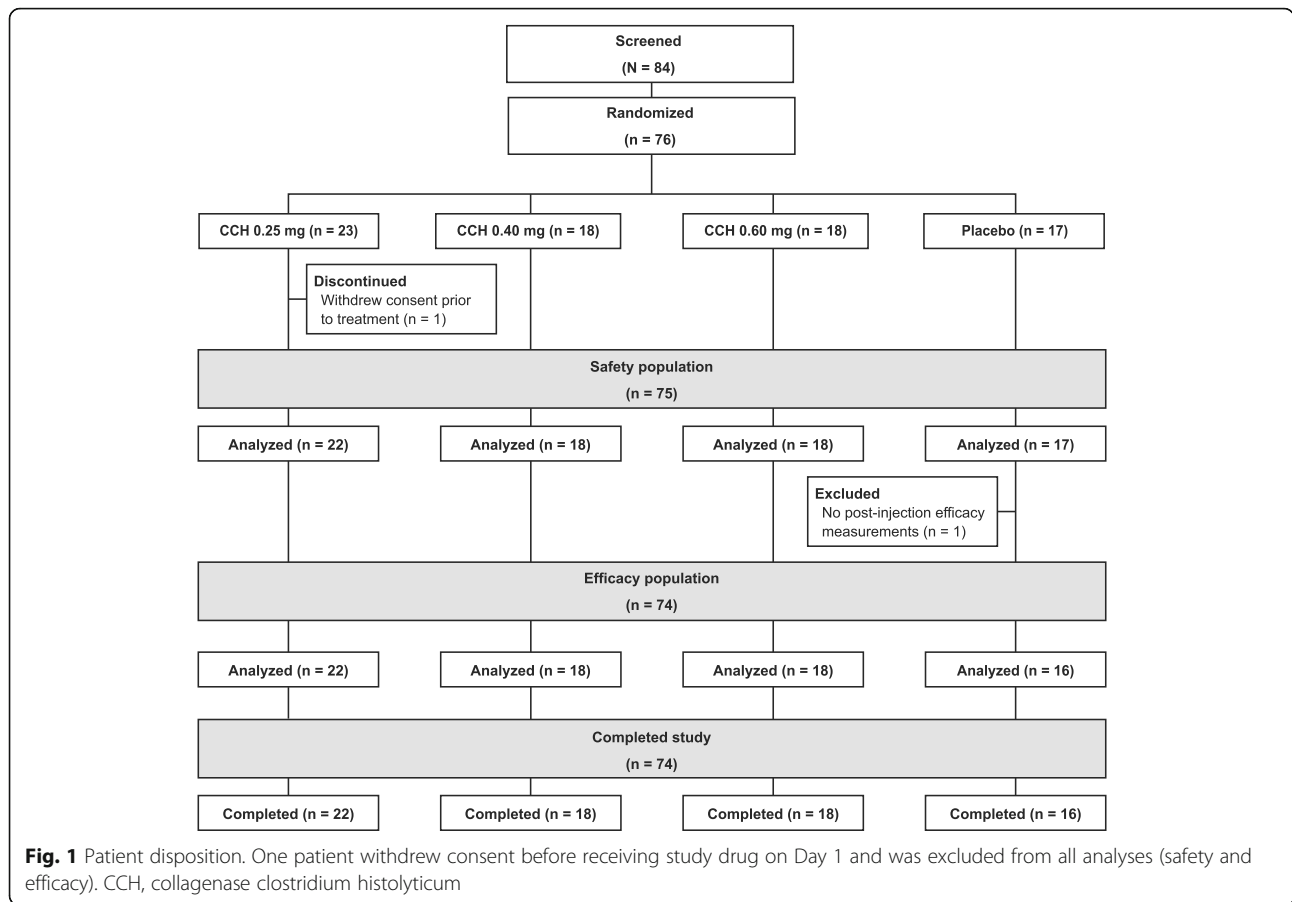 Screened
(N = 84)
Randomized
(n = 76)
CCH 0.25 mg (n = 23)
CCH 0.40 mg (n = 18)
CCH 0.60 mg (n = 18)
Placebo (n = 17)
Discontinued
Withdrew consent prior
to treatment (n = 1)
Safety population
(n = 75)
Analyzed (n = 22)
Analyzed (n = 18)
Analyzed (n = 18)
Analyzed (n = 17)
Excluded
No post-injection efficacy
measurements (n = 1)
Efficacy population
(n = 74)
Analyzed (n = 22)
Analyzed (n = 18)
Analyzed (n = 18)
Analyzed (n = 16)
Completed study
(n = 74)
Completed (n = 22)
Completed (n = 18)
Completed (n = 18)
Completed (n = 16)
Fig. 1 Patient disposition. One patient withdrew consent before receiving study drug on Day 1 and was excluded from all analyses (safety and
efficacy). CCH, collagenase clostridium histolyticum